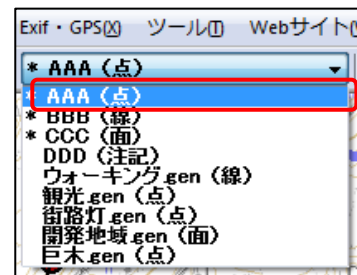 Exif・GPS(X) ツール(T) Webサイト(
* AAA（点）
* AAA（点）
* BBB（線）
* CCC（面）
DDD（注記）
ウォーキング.gen（線）
観光.gen（点）
街路灯.gen（点）
開発地域.gen（面）
巨木.gen（点）